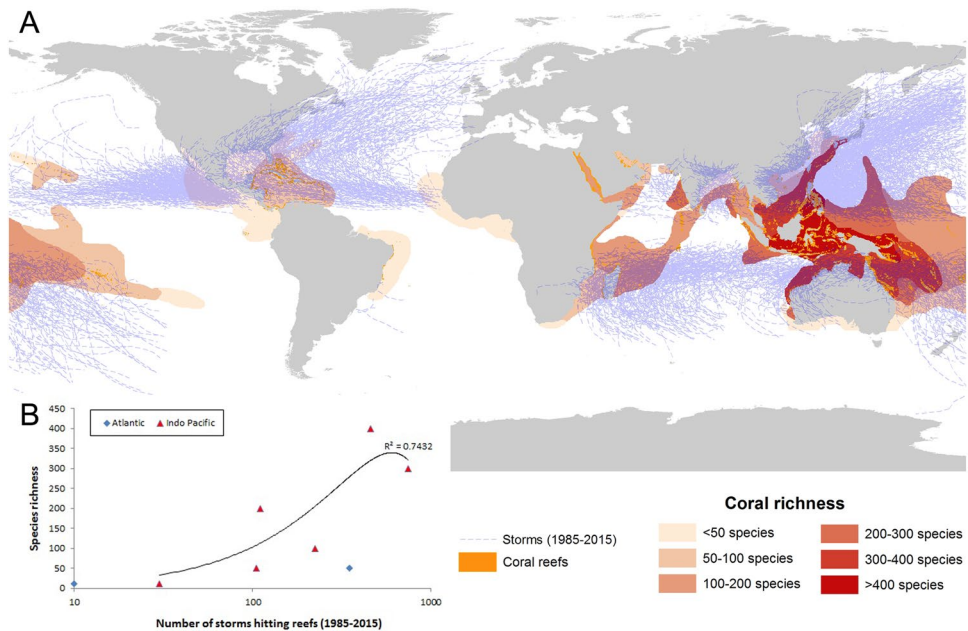 A
B
Atlantic Indo Pacific
R² = 0.7432
450
400
350
300
250
200
150
100
50
0
Species richness
10 100 1000
Number of storms hitting reefs (1985-2015)
Storms (1985-2015)
Coral reefs
Coral richness
<50 species
50-100 species
100-200 species
200-300 species
300-400 species
>400 species